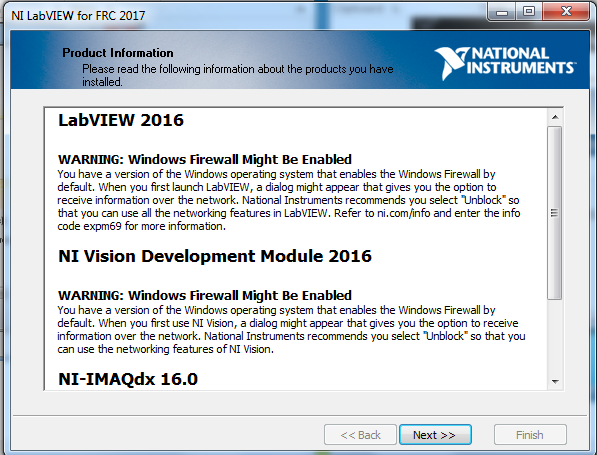 NI LabVIEW for FRC 2017
Product Information
Please read the following information about the products you have
installed.
NATIONAL
INSTRUMENTS
LabVIEW 2016
WARNING: Windows Firewall Might Be Enabled
You have a version of the Windows operating system that enables the Windows Firewall by
default. When you first launch LabVIEW, a dialog might appear that gives you the option to
receive information over the network. National Instruments recommends you select "Unblock" so
that you can use all the networking features in LabVIEW. Refer to ni.com/info and enter the info
code expm69 for more information.
NI Vision Development Module 2016
WARNING: Windows Firewall Might Be Enabled
You have a version of the Windows operating system that enables the Windows Firewall by
default. When you first use NI Vision, a dialog might appear that gives you the option to receive
information over the network. National Instruments recommends you select "Unblock" so that you
can use the networking features of NI Vision.
NI-IMAQdx 16.0
<< Back
Next >>
Finish